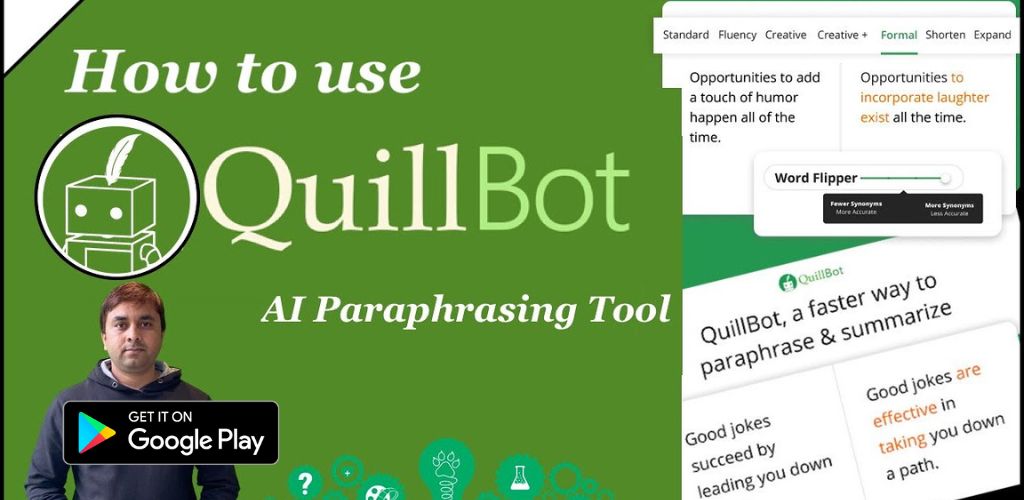 How to use
QuillBot
AI Paraphrasing Tool
GET IT ON
Google Play
?
Standard Fluency Creative Creative + Formal Shorten Expand
Opportunities to add
a touch of humor
happen all of the
time.
Opportunities to
incorporate laughter
exist all the time.
Word Flipper
Fewer Synonyms
More Accurate
More Synonyms
Less Accurate
QuillBot
QuillBot, a faster way to
paraphrase & summarize
Good jokes
succeed by
leading you down
Good jokes are
effective in
taking you down
a path.